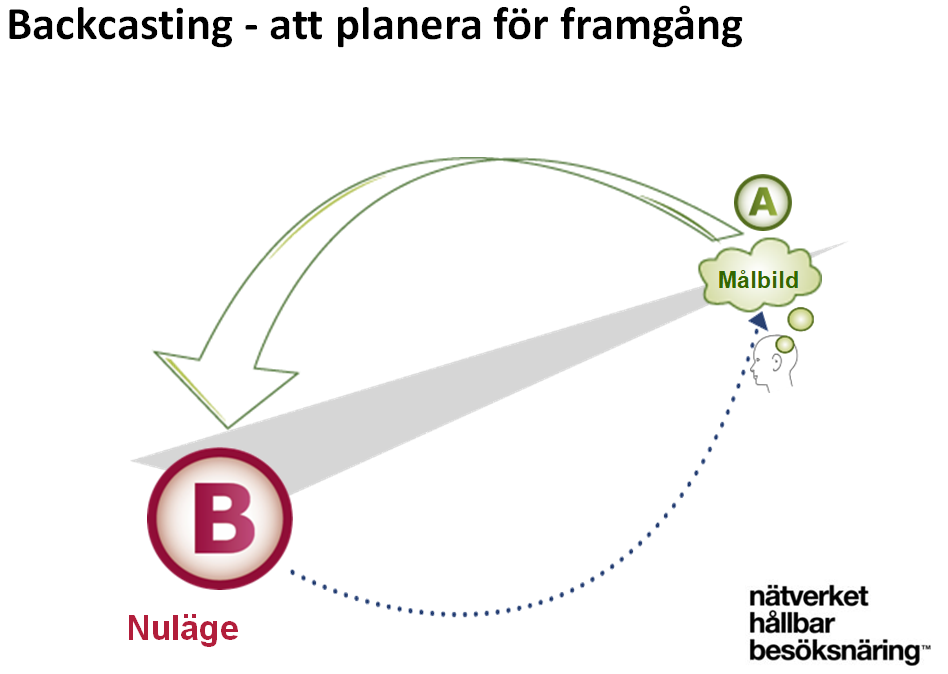 Backcasting - att planera för framgång
A
Målbild
B
Nuläge
nätverket
hållbar
besöksnäring™